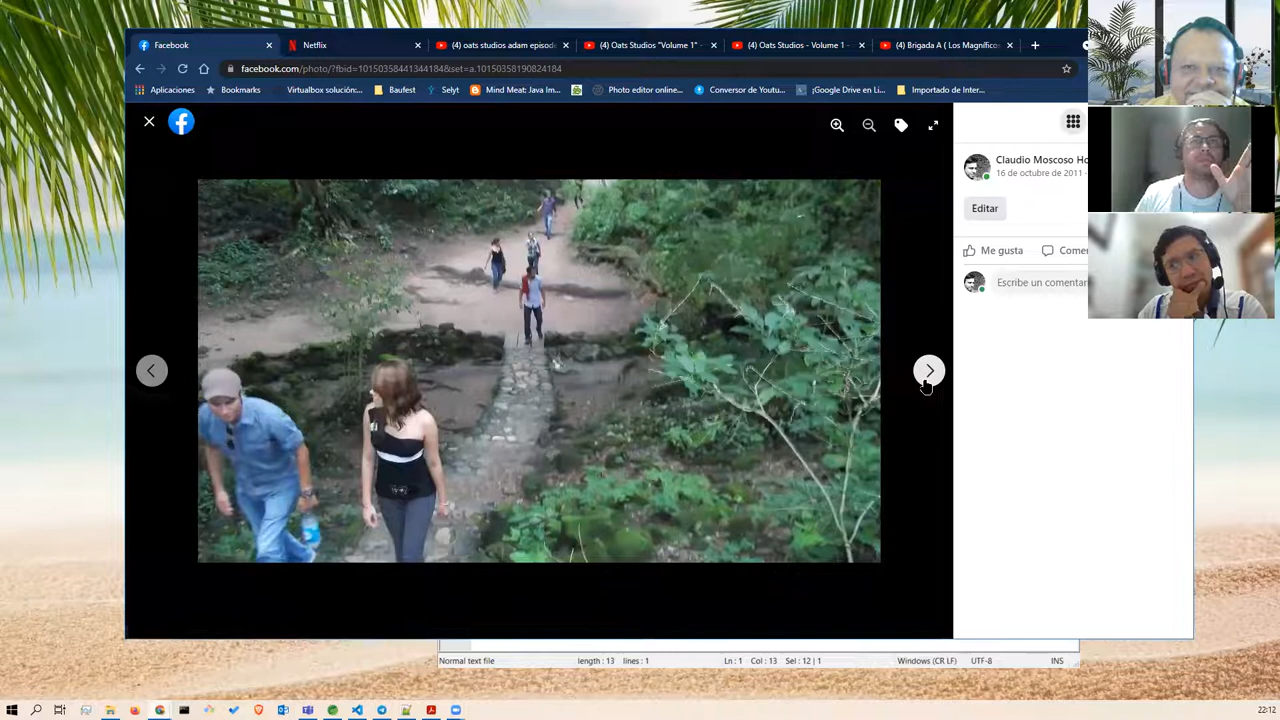 Facebook
Netflix
(4) oats studios adam episode
(4) Oats Studios "Volume 1" -
(4) Oats Studios - Volume 1 -
(4) Brigada A ( Los Magníficos
facebook.com/photo/?fbid=10150358441344184&set=a.10150358190824184
Aplicaciones
Bookmarks
Virtualbox solución:...
Baufest
Selyt
Mind Meat: Java Im...
Photo editor online...
Conversor de Youtu...
¡Google Drive en Li...
Importado de Inter...
Claudio Moscoso Ho
16 de octubre de 2011 ·
Editar
Me gusta
Comen
Escribe un comentario
Normal text file
length : 13 lines : 1
Ln : 1 Col : 13 Sel : 12 | 1
Windows (CR LF)
UTF-8
INS
22:12